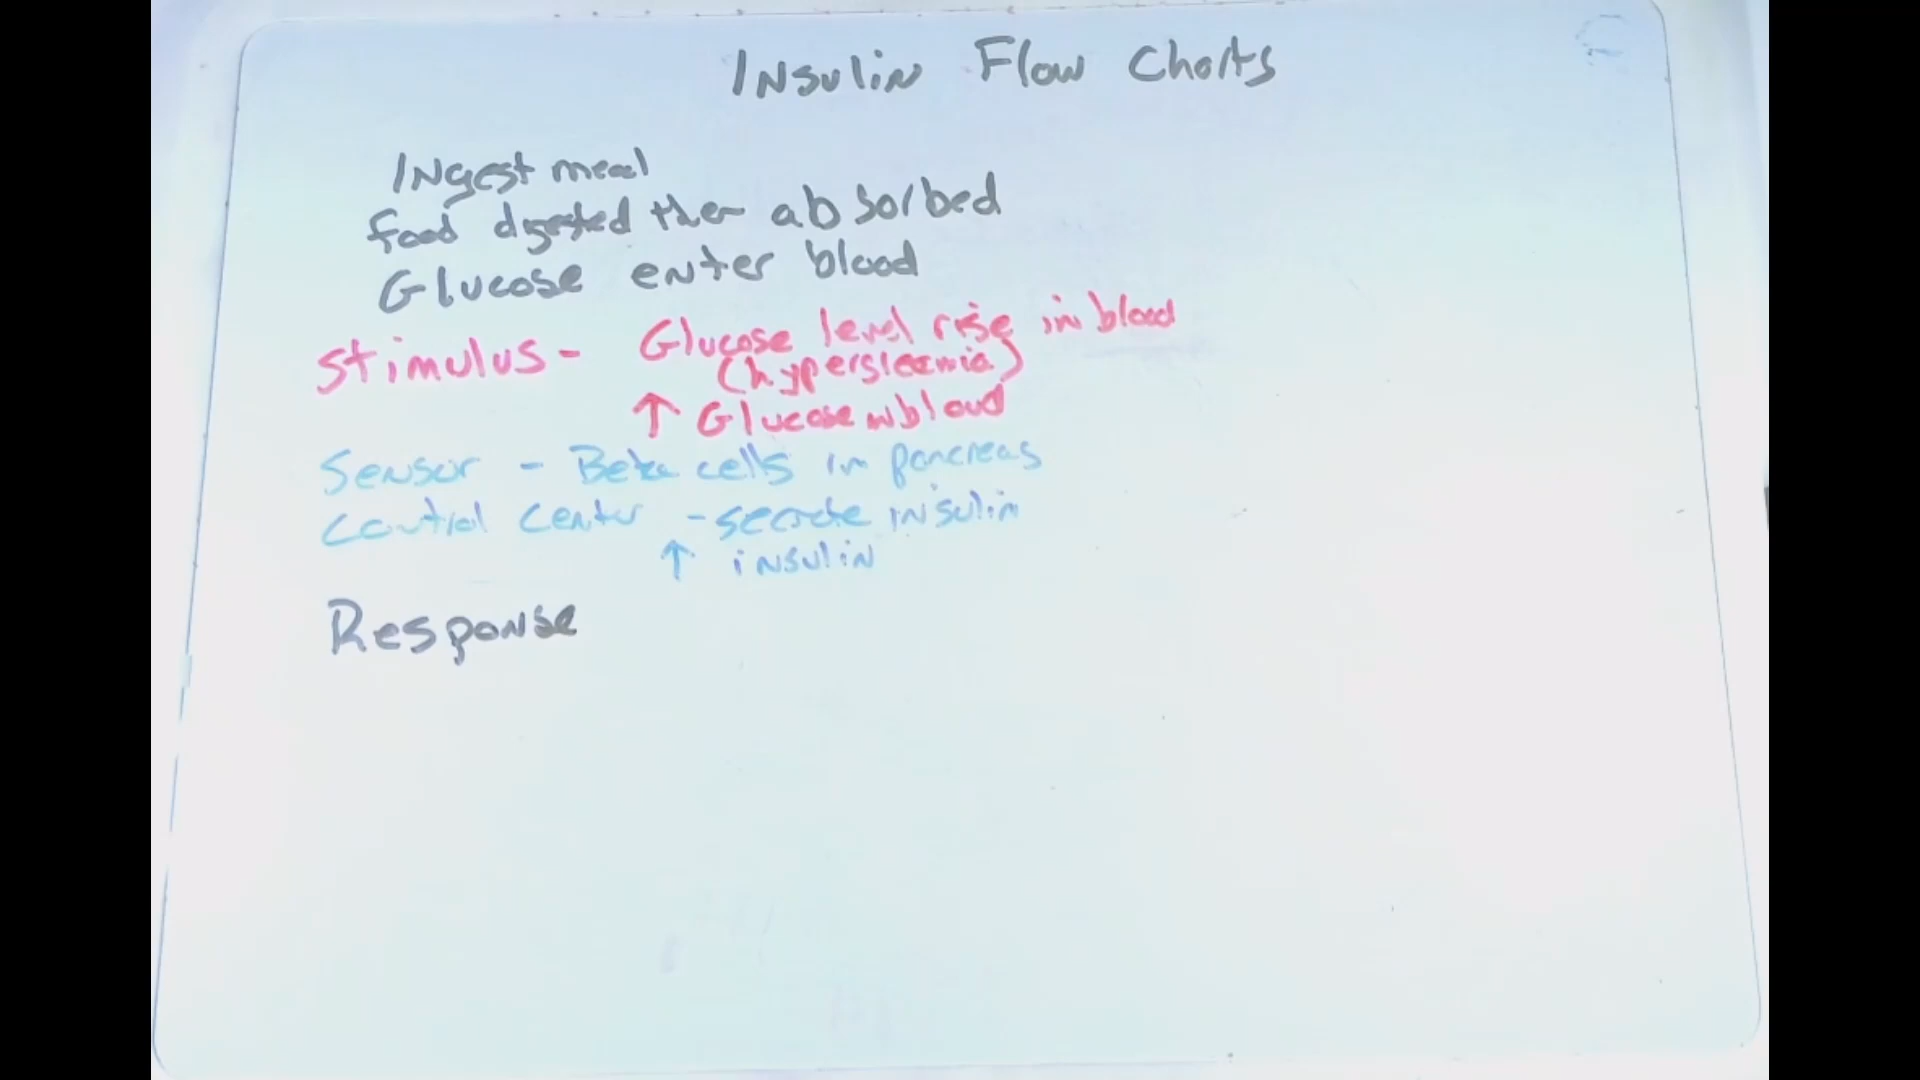 Insulin Flow Charts
Ingest meal
food digested then absorbed
Glucose enter blood
Stimulus - Glucose level rise in blood
(hypersleemia)
↑ Glucose in blood
Sensor - Beta cells in pancreas
Control Center - secrete insulin
↑ insulin
Response